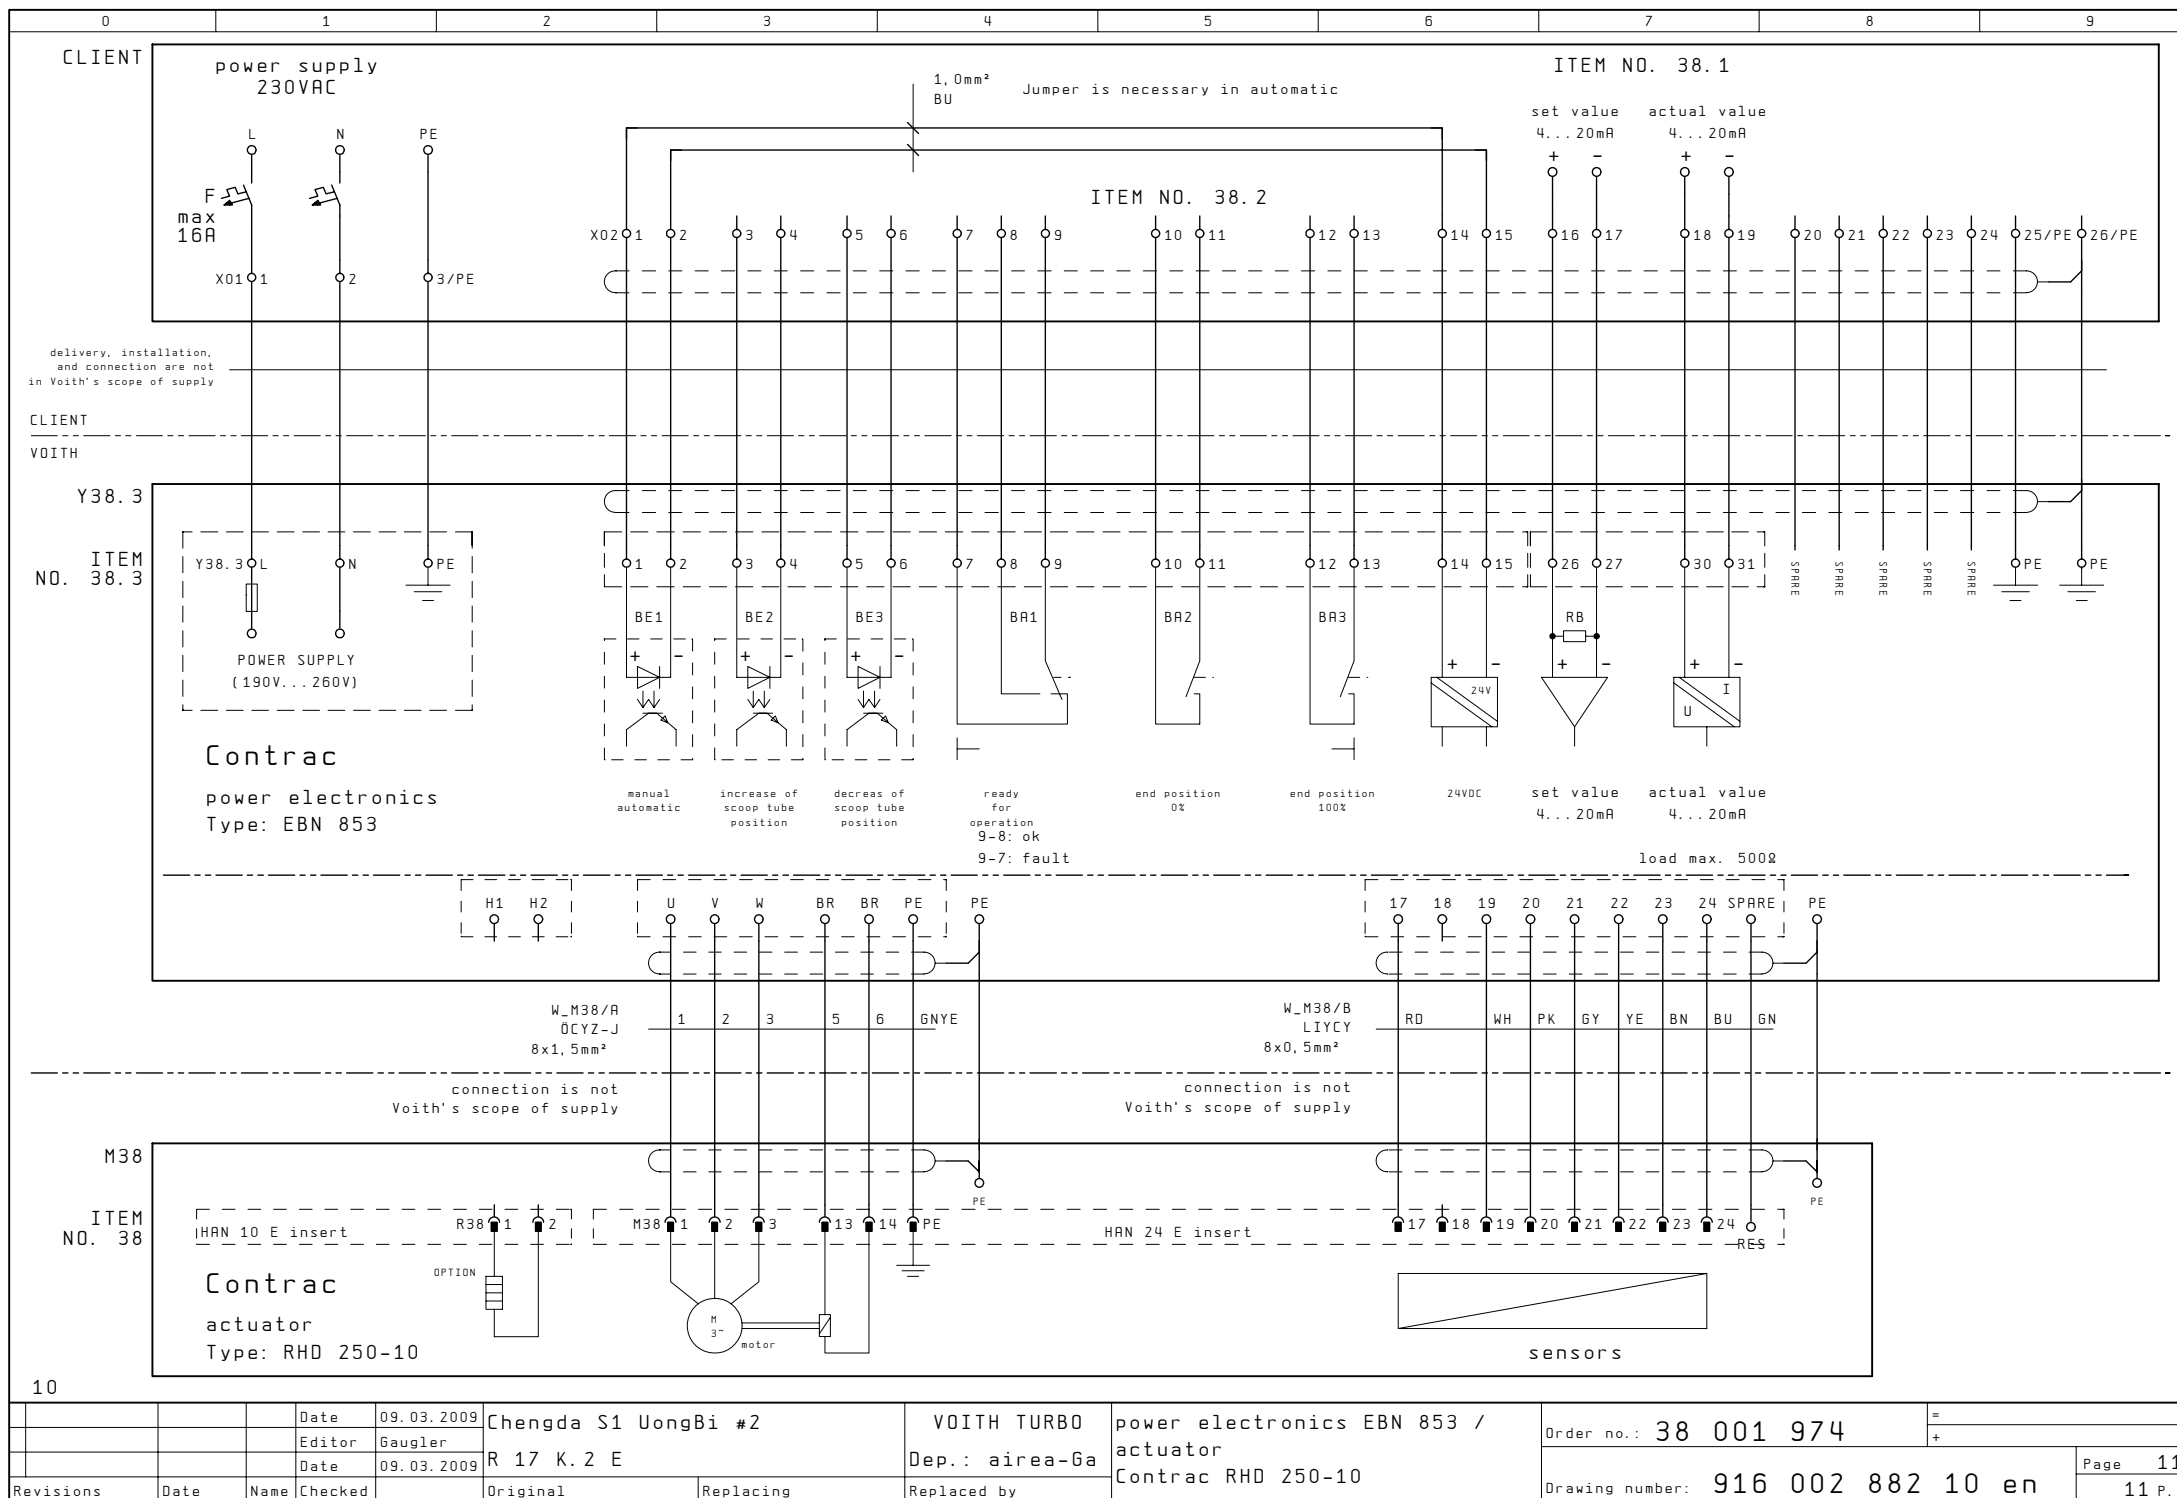 0 1 2 3 4 5 6 7 8 9
CLIENT
power supply
230VAC
1,0mm²
BU
Jumper is necessary in automatic
ITEM NO. 38.1
set value actual value
4...20mA 4...20mA
L N PE
+ - + -
F
max
16A
ITEM NO. 38.2
X02 1 2 3 4 5 6 7 8 9 10 11 12 13 14 15 16 17 18 19 20 21 22 23 24 25/PE 26/PE
X01 1 2 3/PE
delivery, installation,
and connection are not
in Voith's scope of supply
CLIENT
VOITH
Y38.3
ITEM
NO. 38.3
Y38.3 L N PE
1 2 3 4 5 6 7 8 9 10 11 12 13 14 15 26 27 30 31
SPARE SPARE SPARE SPARE SPARE
PE PE
BE1 BE2 BE3 BA1 BA2 BA3 RB
+ - + - + - + - + - + -
24V
I
U
POWER SUPPLY
(190V...260V)
Contrac
power electronics
Type: EBN 853
manual
automatic
increase of
scoop tube
position
decreas of
scoop tube
position
ready
for
operation
9-8: ok
9-7: fault
end position
0%
end position
100%
24VDC
set value
4...20mA
actual value
4...20mA
load max. 500Ω
H1 H2 U V W BR BR PE PE 17 18 19 20 21 22 23 24 SPARE PE
W_M38/A
ÖCYZ-J
8x1,5mm²
1 2 3 5 6 GNYE
W_M38/B
LIYCY
8x0,5mm²
RD WH PK GY YE BN BU GN
connection is not
Voith's scope of supply
connection is not
Voith's scope of supply
M38
PE PE
ITEM
NO. 38
HAN 10 E insert
R38 1 2
M38 1 2 3 13 14 PE
HAN 24 E insert
17 18 19 20 21 22 23 24
RES
OPTION
Contrac
actuator
Type: RHD 250-10
M
3~
motor
sensors
10
Date 09.03.2009
Editor Gaugler
Date 09.03.2009
Revisions Date Name Checked
Chengda S1 UongBi #2
R 17 K.2 E
Original Replacing
VOITH TURBO
Dep.: airea-Ga
Replaced by
power electronics EBN 853 /
actuator
Contrac RHD 250-10
Order no.: 38 001 974
=
+
Drawing number: 916 002 882 10 en
Page 11
11 P.